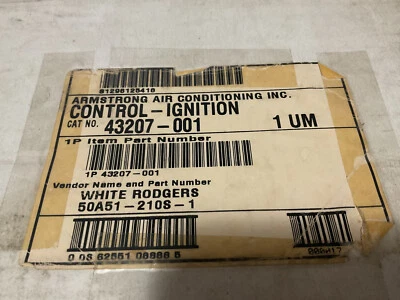 81298125418
ARMSTRONG AIR CONDITIONING INC.
CONTROL-IGNITION
CAT NO. 43207-001 1 UM
1P Item Part Number
1P 43207-001
Vendor Name and Part Number
WHITE RODGERS
50A51-210S-1